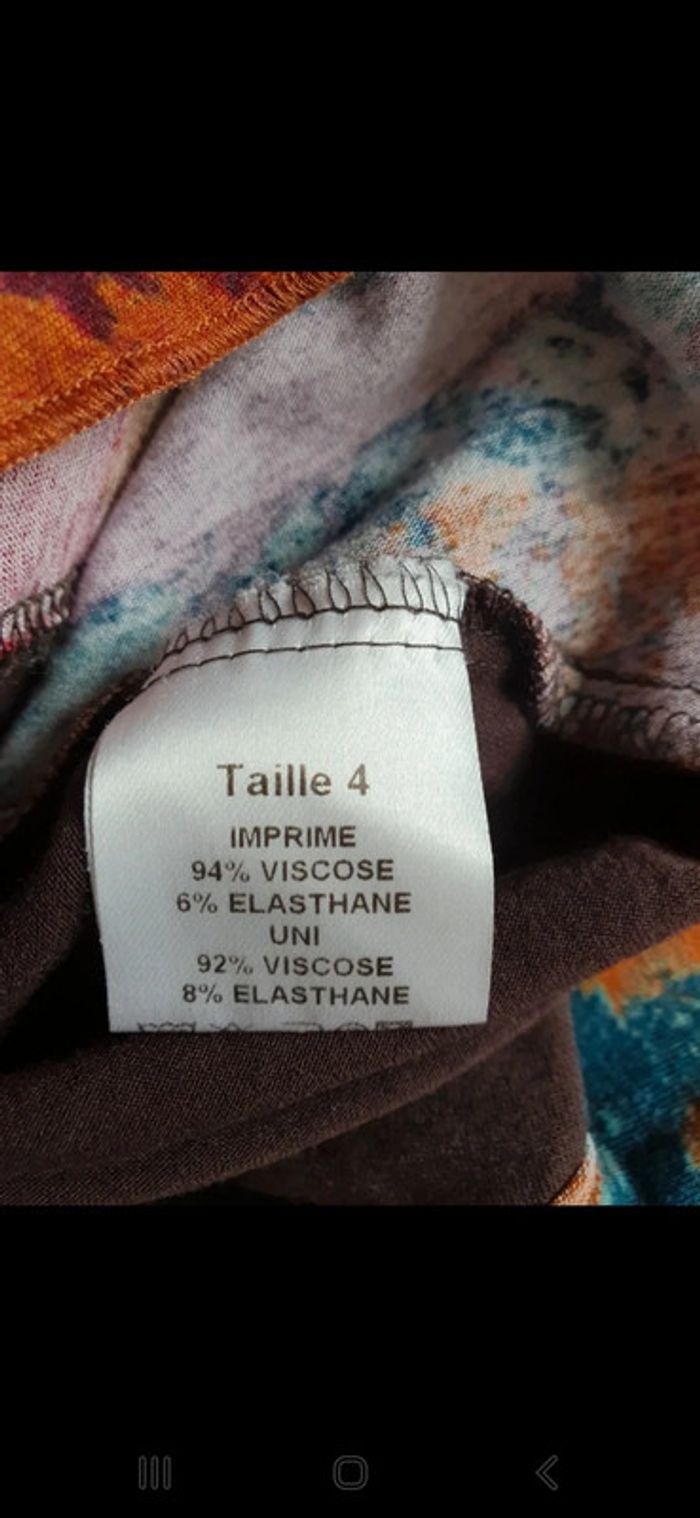 Taille 4
IMPRIME
94% VISCOSE
6% ELASTHANE
UNI
92% VISCOSE
8% ELASTHANE